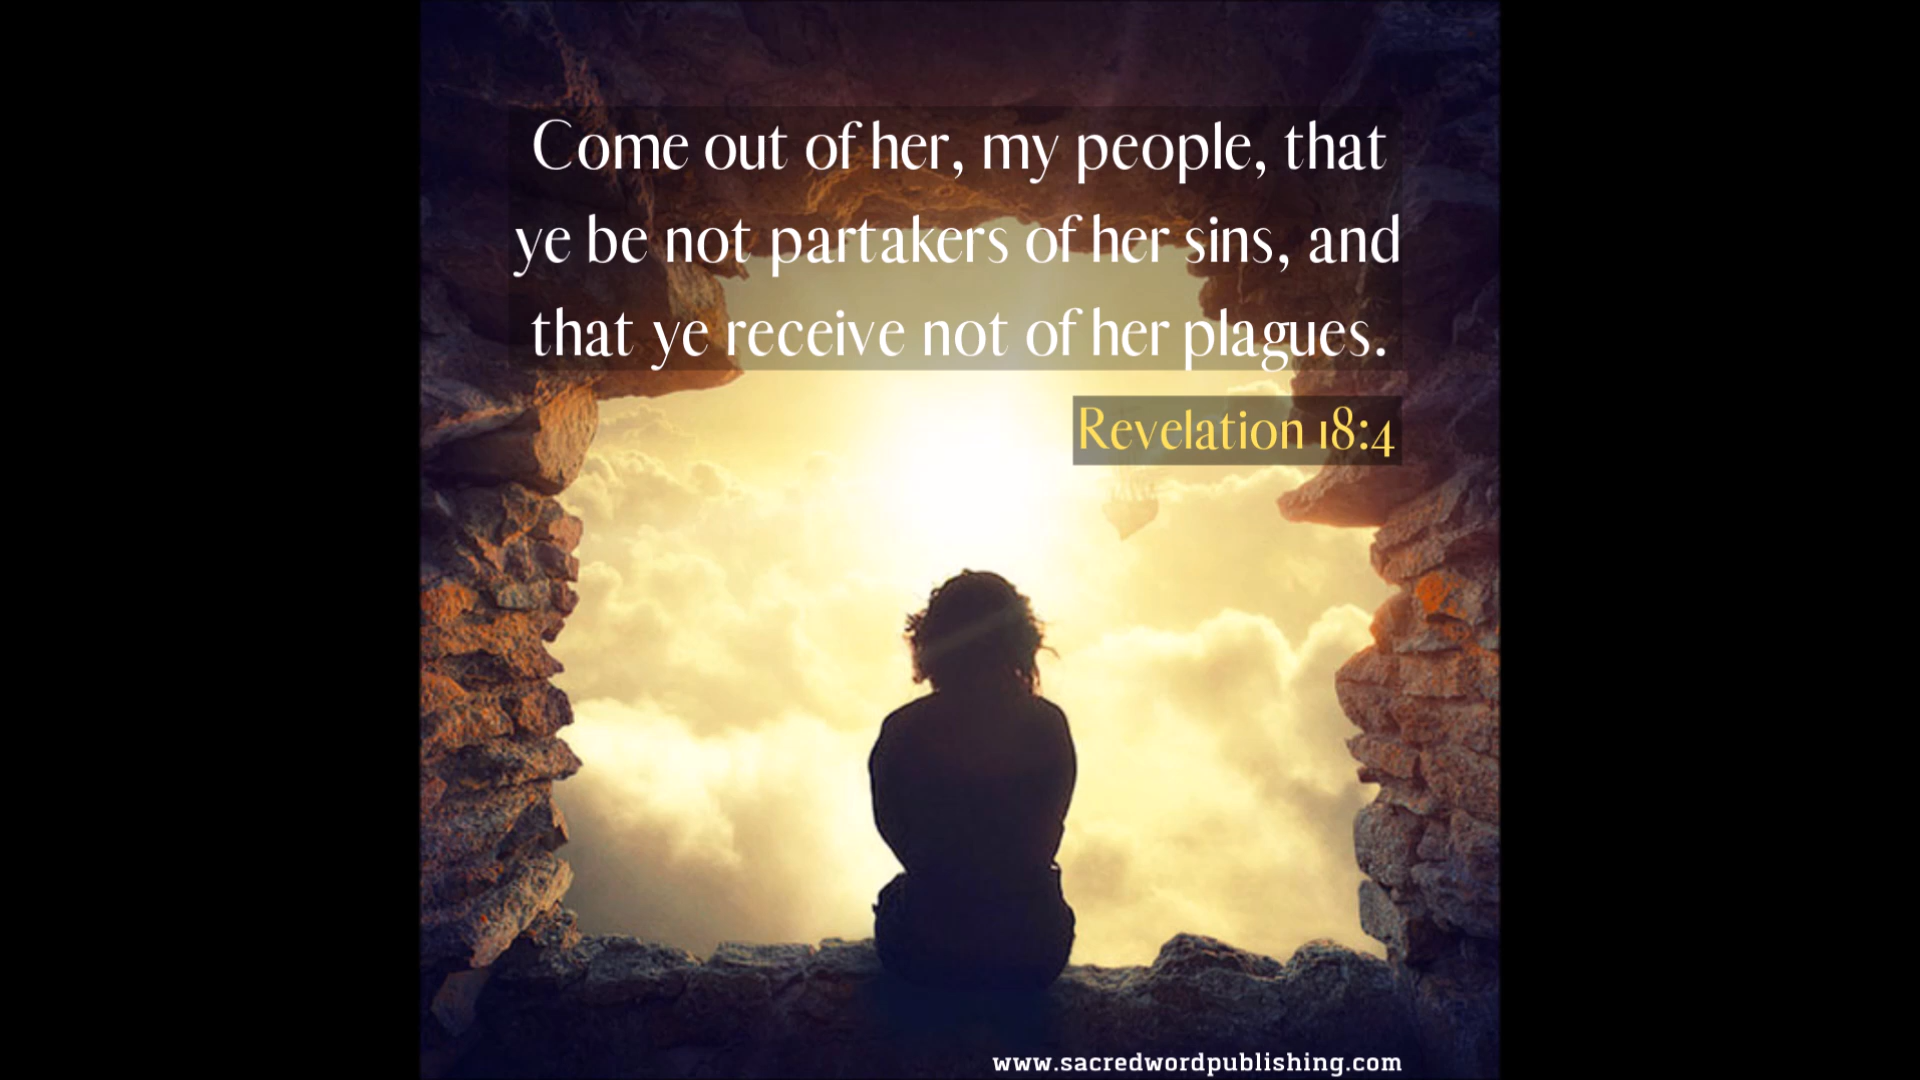 Come out of her, my people, that
ye be not partakers of her sins, and
that ye receive not of her plagues.
Revelation 18:4
www.sacredwordpublishing.com